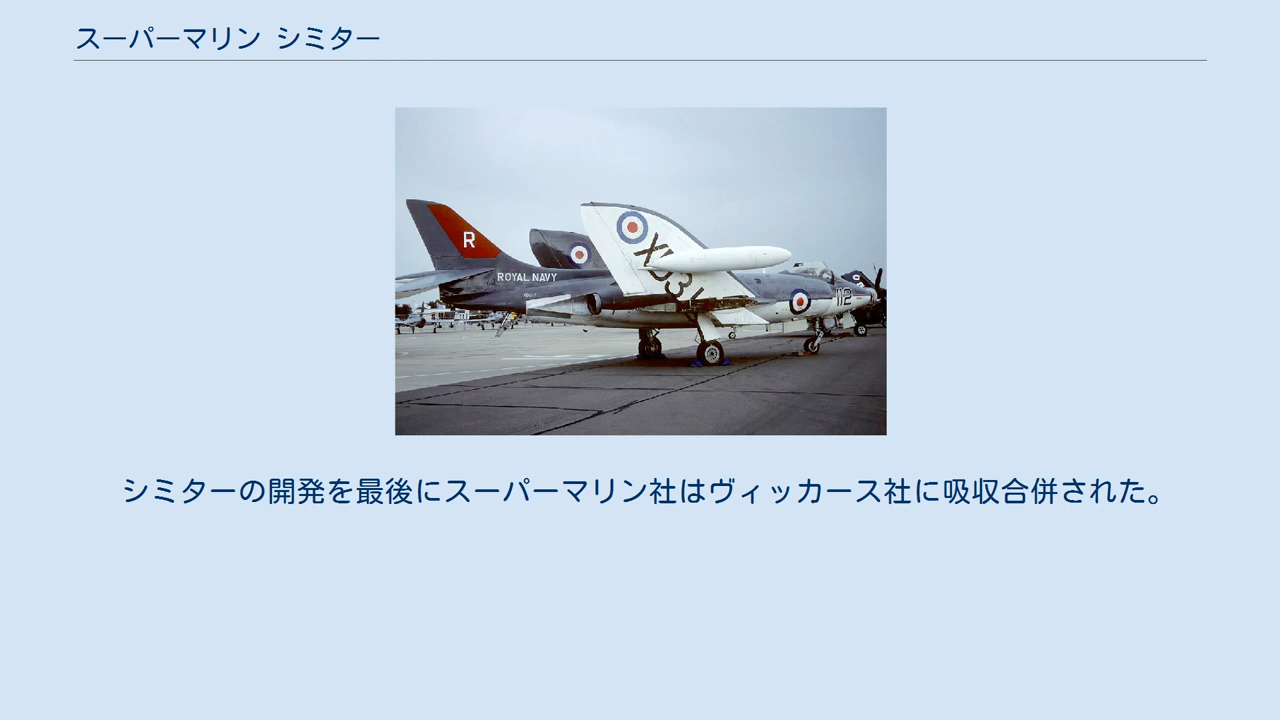 スーパーマリン シミター
R
ROYAL NAVY
112
シミターの開発を最後にスーパーマリン社はヴィッカース社に吸収合併された。